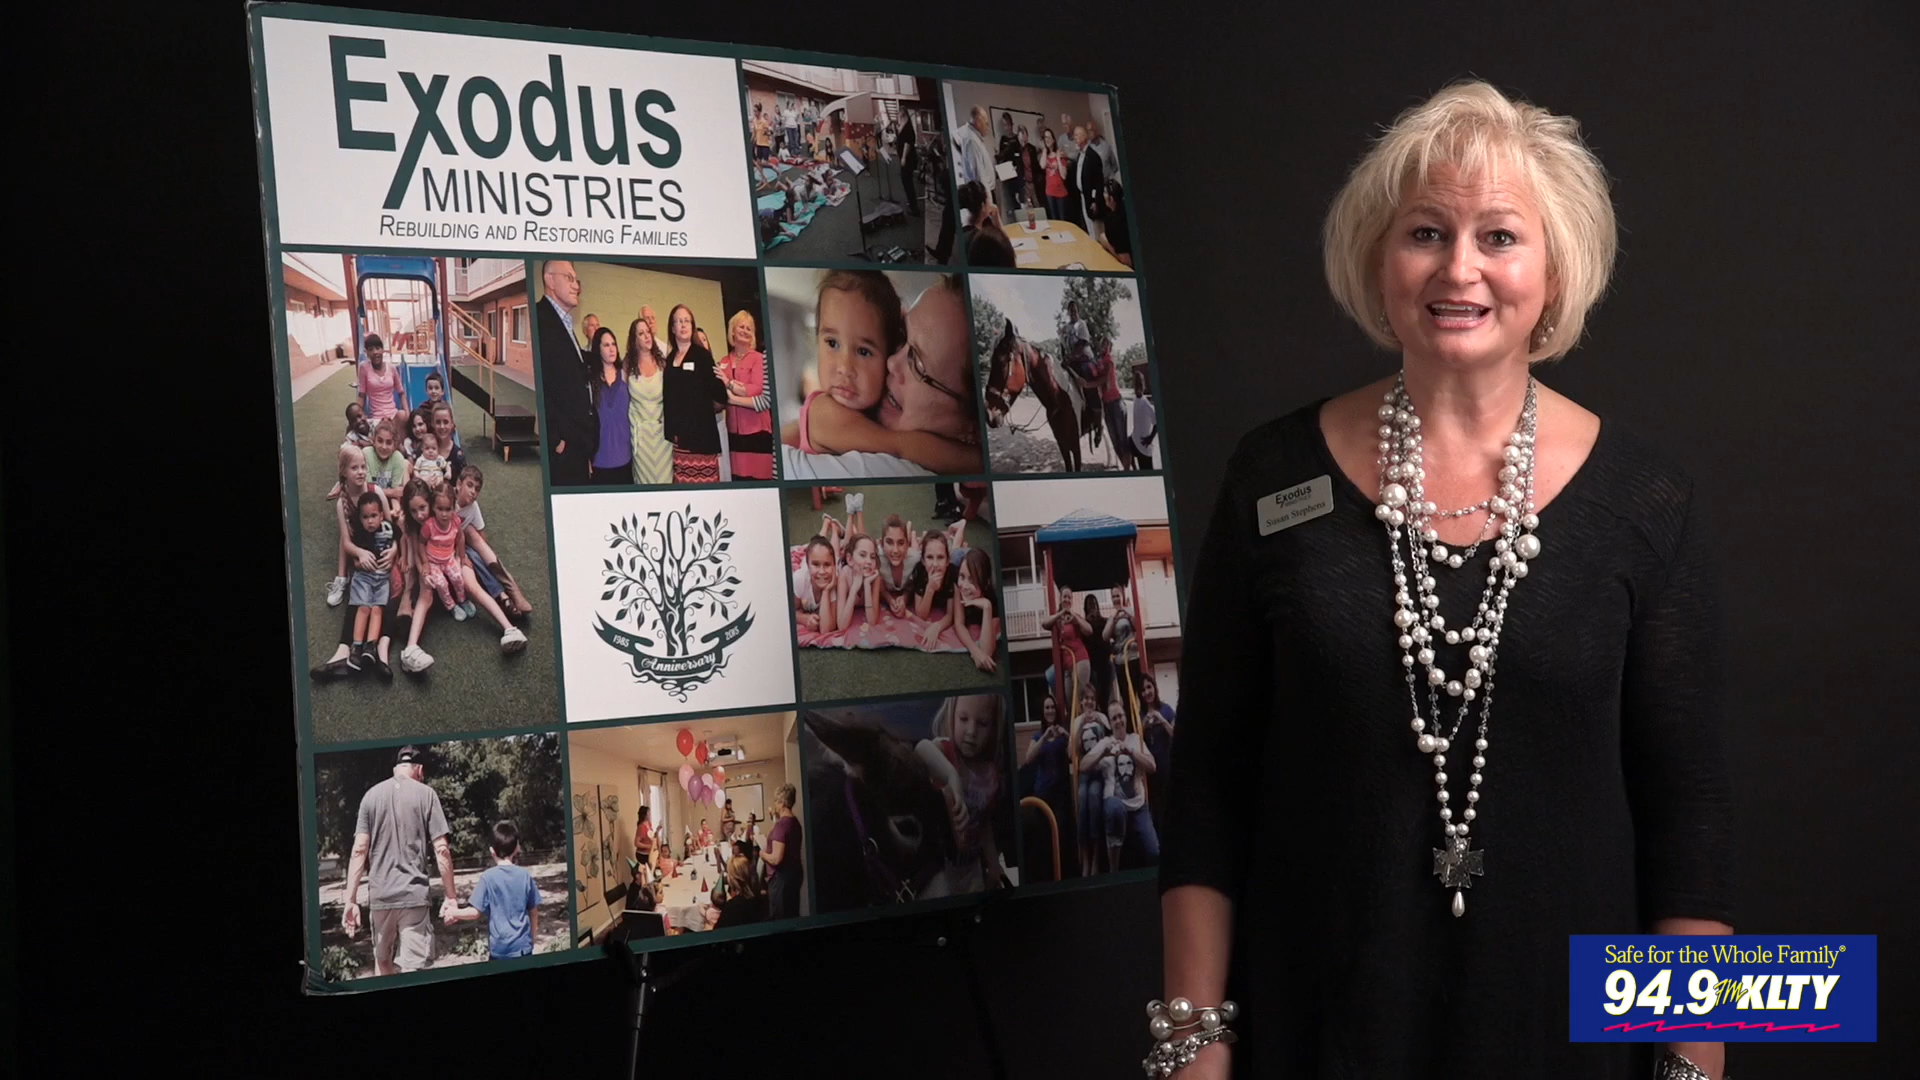 Exodus
MINISTRIES
REBUILDING AND RESTORING FAMILIES
30
1985 2015
Anniversary
Exodus
MINISTRIES
Susan Stephens
Safe for the Whole Family®
94.9 FM KLTY